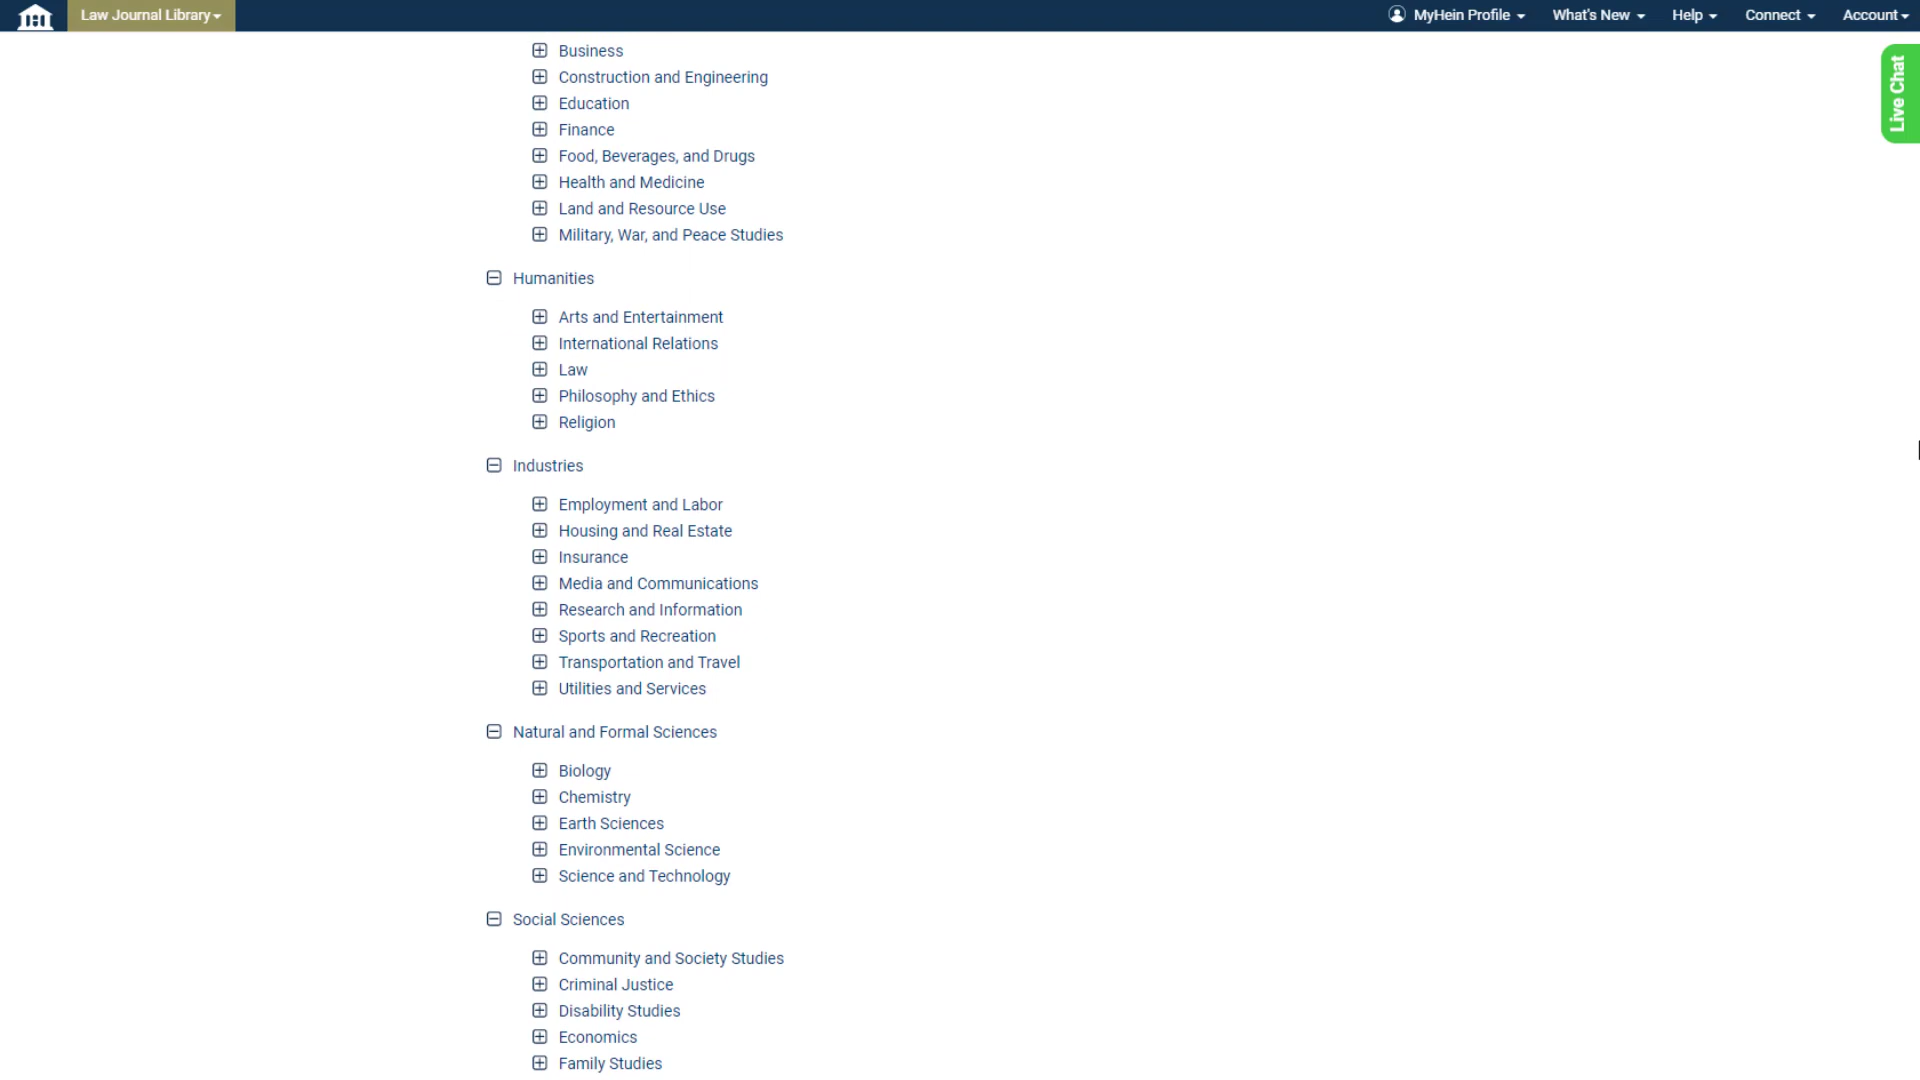 Law Journal Library
MyHein Profile
What's New
Help
Connect
Account
Live Chat
Business
Construction and Engineering
Education
Finance
Food, Beverages, and Drugs
Health and Medicine
Land and Resource Use
Military, War, and Peace Studies
Humanities
Arts and Entertainment
International Relations
Law
Philosophy and Ethics
Religion
Industries
Employment and Labor
Housing and Real Estate
Insurance
Media and Communications
Research and Information
Sports and Recreation
Transportation and Travel
Utilities and Services
Natural and Formal Sciences
Biology
Chemistry
Earth Sciences
Environmental Science
Science and Technology
Social Sciences
Community and Society Studies
Criminal Justice
Disability Studies
Economics
Family Studies